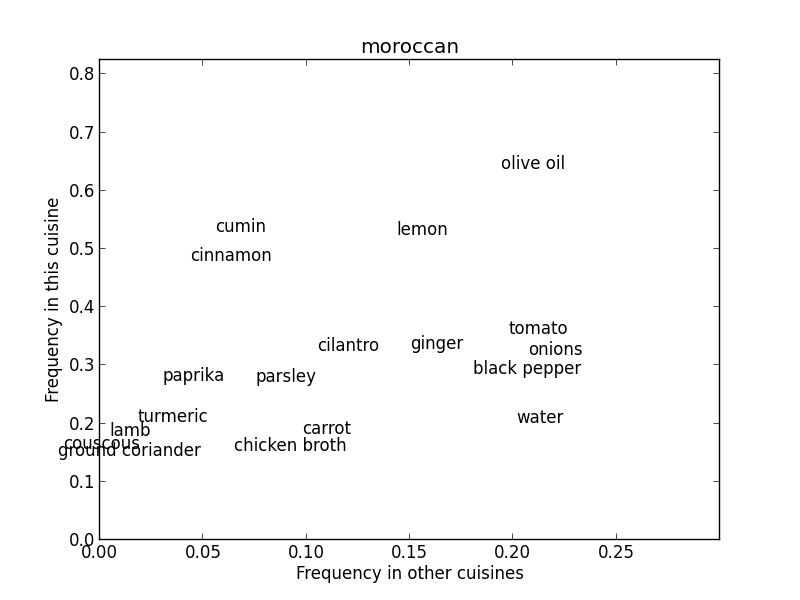 moroccan
0.8
0.7
0.6
0.5
0.4
0.3
0.2
0.1
0.0
Frequency in this cuisine
olive oil
cumin
lemon
cinnamon
tomato
cilantro
ginger
onions
black pepper
paprika
parsley
turmeric
water
lamb
carrot
couscous
chicken broth
ground coriander
0.00 0.05 0.10 0.15 0.20 0.25
Frequency in other cuisines